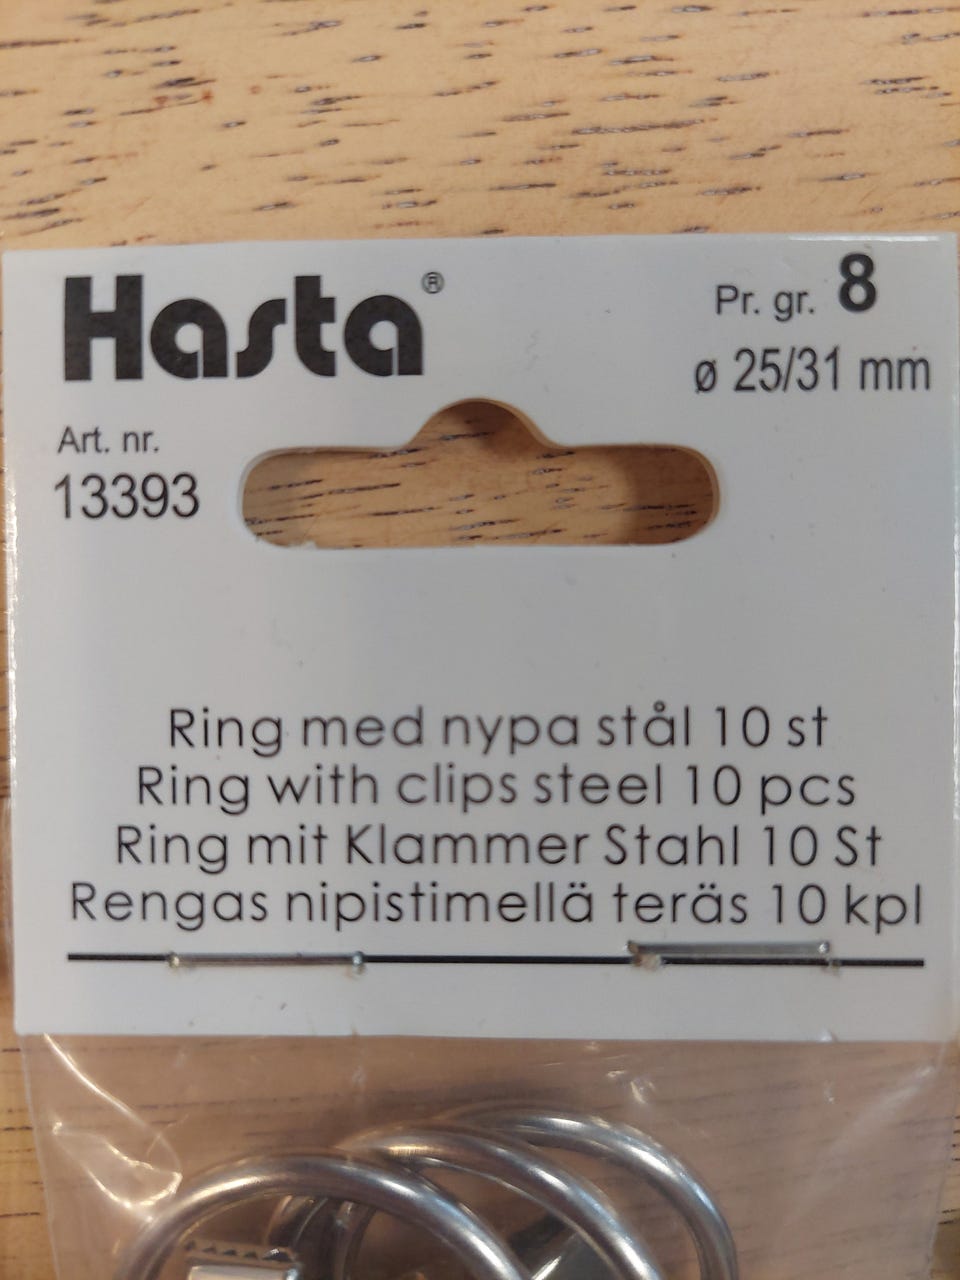 Hasta®
Pr. gr. 8
ø 25/31 mm
Art. nr.
13393
Ring med nypa stål 10 st
Ring with clips steel 10 pcs
Ring mit Klammer Stahl 10 St
Rengas nipistimellä teräs 10 kpl